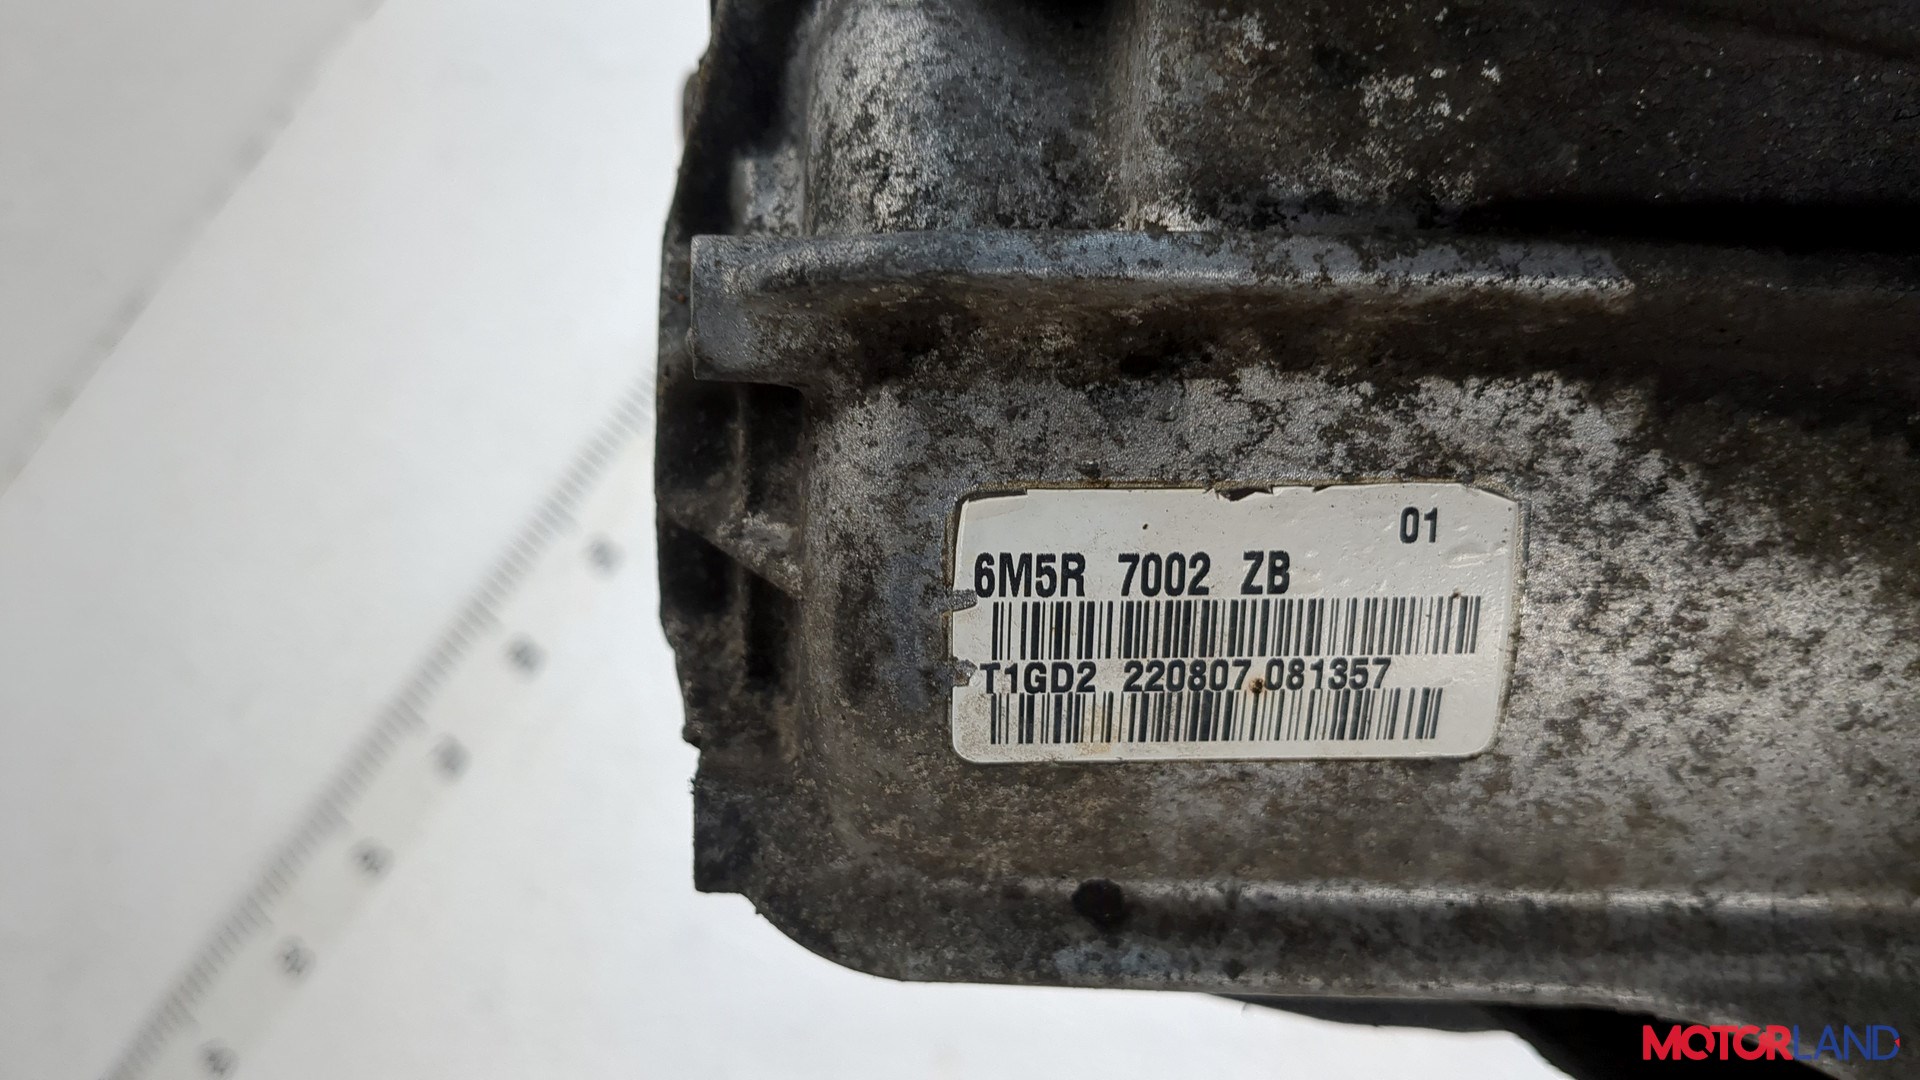 01
6M5R 7002 ZB
T1GD2 220807 081357
MOTORLAND